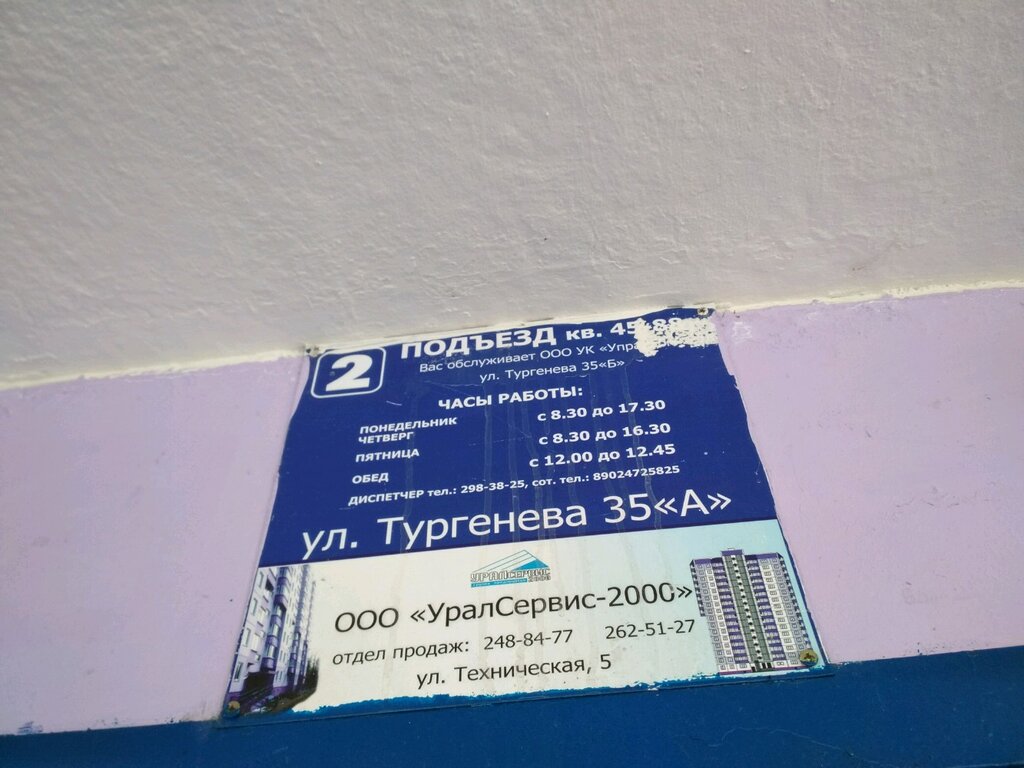 2
ПОДЪЕЗД кв. 45-88
Вас обслуживает ООО УК
ул. Тургенева 35«Б»
ЧАСЫ РАБОТЫ:
ПОНЕДЕЛЬНИК
ЧЕТВЕРГ с 8.30 до 17.30
ПЯТНИЦА с 8.30 до 16.30
ОБЕД с 12.00 до 12.45
ДИСПЕТЧЕР тел.: 298-38-25, сот. тел.: 89024725825
ул. Тургенева 35«А»
УРАЛСЕРВИС
2000
ООО «УралСервис-2000»
отдел продаж: 248-84-77 262-51-27
ул. Техническая, 5